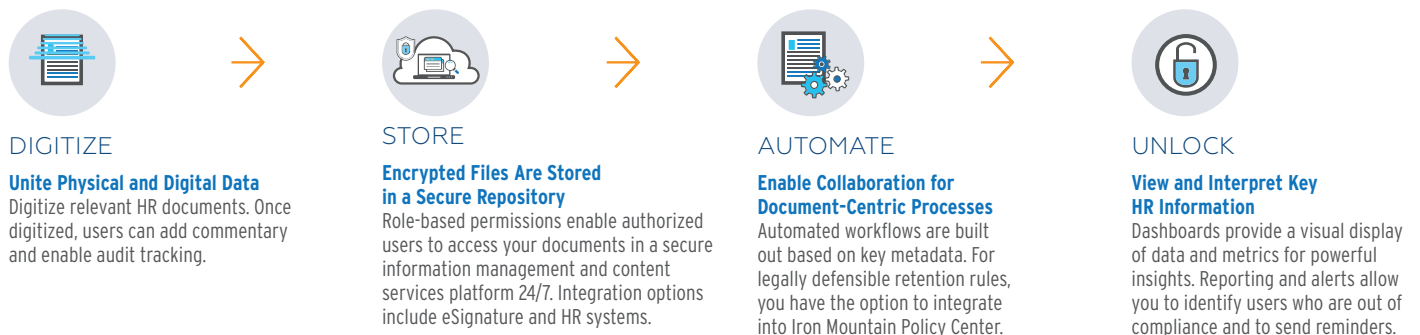 DIGITIZE
Unite Physical and Digital Data
Digitize relevant HR documents. Once
digitized, users can add commentary
and enable audit tracking.
STORE
Encrypted Files Are Stored
in a Secure Repository
Role-based permissions enable authorized
users to access your documents in a secure
information management and content
services platform 24/7. Integration options
include eSignature and HR systems.
AUTOMATE
Enable Collaboration for
Document-Centric Processes
Automated workflows are built
out based on key metadata. For
legally defensible retention rules,
you have the option to integrate
into Iron Mountain Policy Center.
UNLOCK
View and Interpret Key
HR Information
Dashboards provide a visual display
of data and metrics for powerful
insights. Reporting and alerts allow
you to identify users who are out of
compliance and to send reminders.